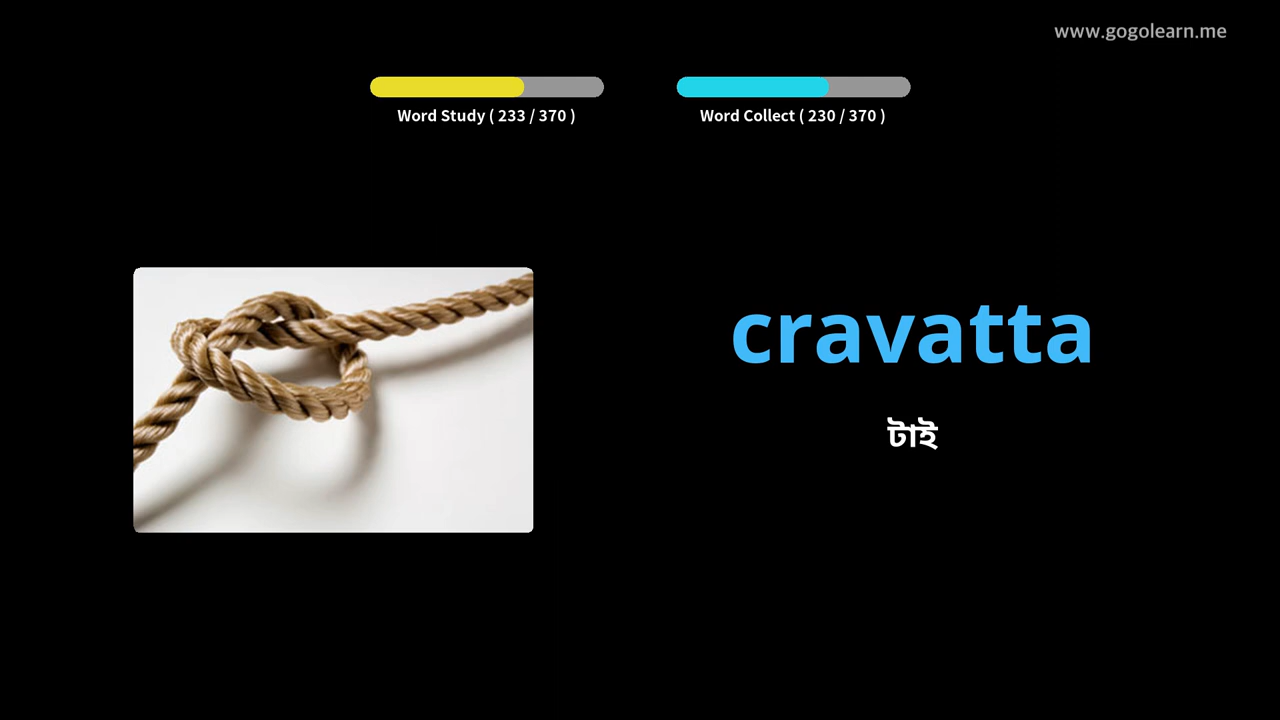 www.gogolearn.me
Word Study ( 233 / 370 )
Word Collect ( 230 / 370 )
cravatta
টাই